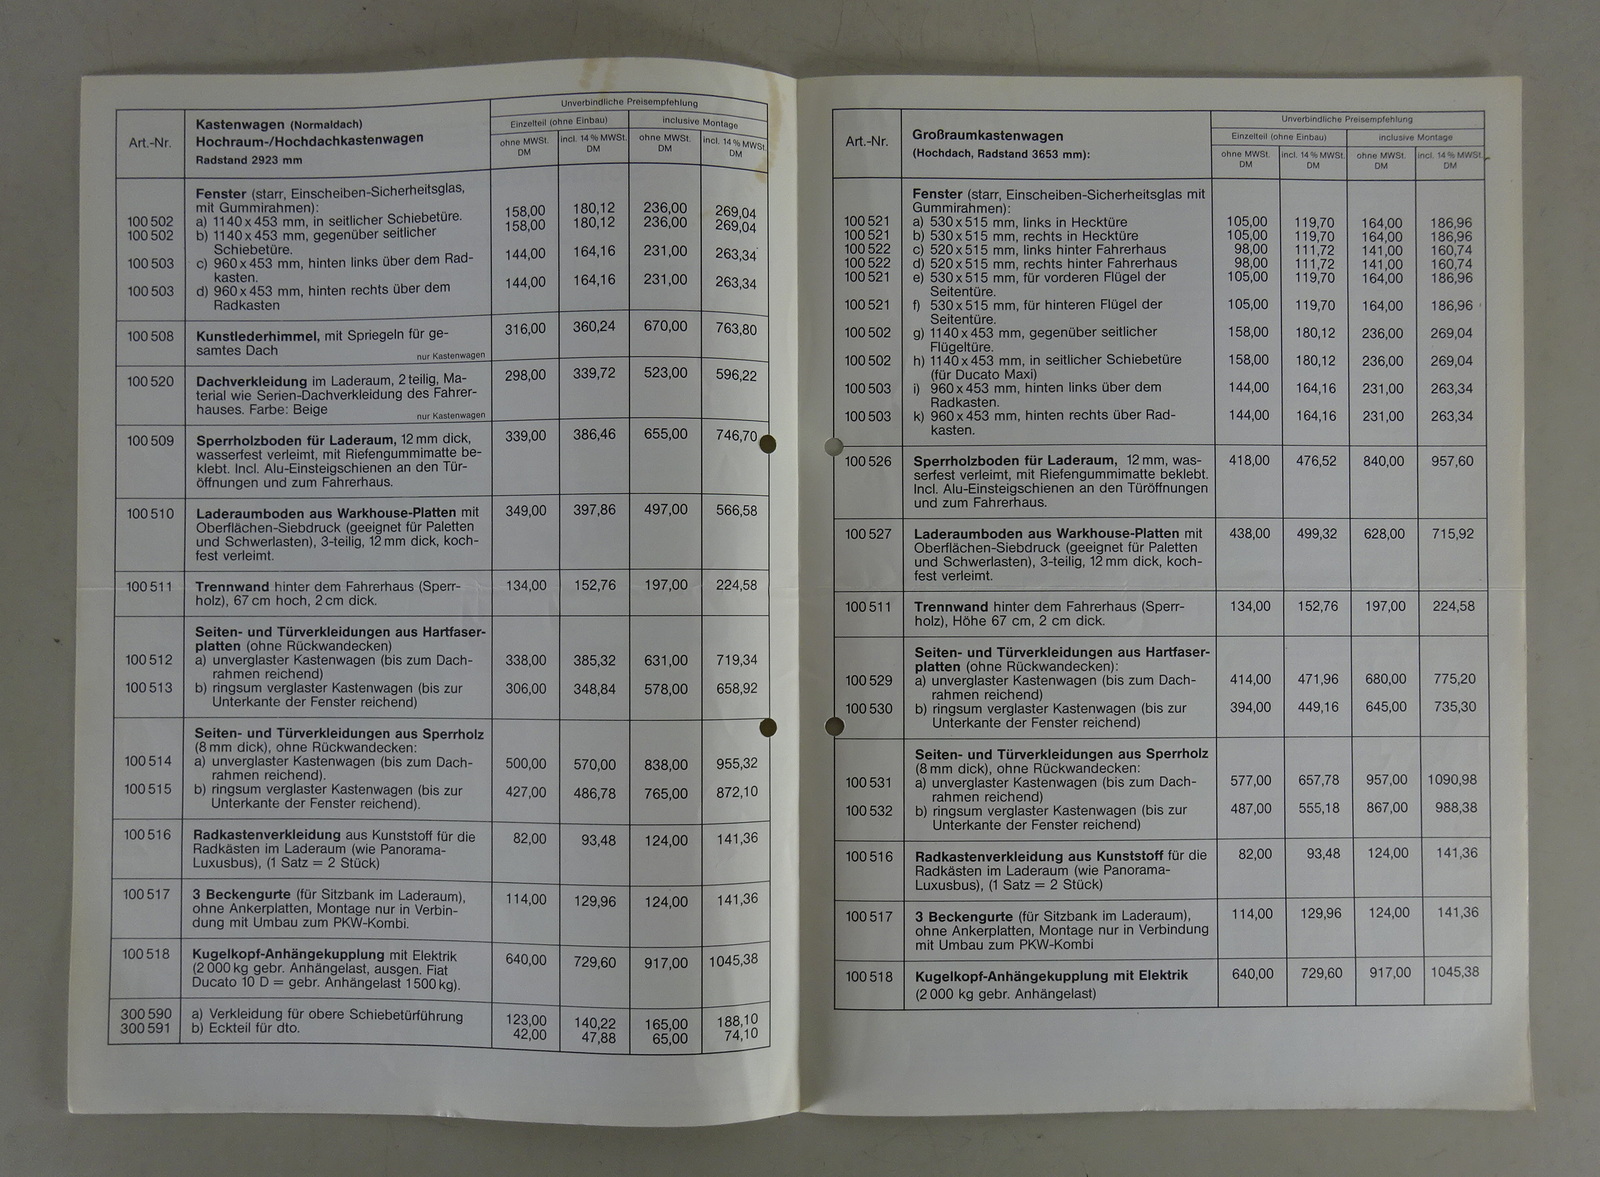 Art.-Nr.
Kastenwagen (Normaldach)
Hochraum-/Hochdachkastenwagen
Radstand 2923 mm
Unverbindliche Preisempfehlung
Einzelteil (ohne Einbau) inclusive Montage
ohne MWSt. DM incl. 14 % MWSt. DM ohne MWSt. DM incl. 14 % MWSt. DM
Fenster (starr, Einscheiben-Sicherheitsglas,
mit Gummirahmen):
100 502 a) 1140 x 453 mm, in seitlicher Schiebetüre. 158,00 180,12 236,00 269,04
100 502 b) 1140 x 453 mm, gegenüber seitlicher 158,00 180,12 236,00 269,04
Schiebetüre.
100 503 c) 960 x 453 mm, hinten links über dem Rad- 144,00 164,16 231,00 263,34
kasten.
100 503 d) 960 x 453 mm, hinten rechts über dem 144,00 164,16 231,00 263,34
Radkasten
100 508 Kunstlederhimmel, mit Spriegeln für ge- 316,00 360,24 670,00 763,80
samtes Dach nur Kastenwagen
100 520 Dachverkleidung im Laderaum, 2 teilig, Ma- 298,00 339,72 523,00 596,22
terial wie Serien-Dachverkleidung des Fahrer-
hauses. Farbe: Beige nur Kastenwagen
100 509 Sperrholzboden für Laderaum, 12 mm dick, 339,00 386,46 655,00 746,70
wasserfest verleimt, mit Riefengummimatte be-
klebt. Incl. Alu-Einsteigschienen an den Tür-
öffnungen und zum Fahrerhaus.
100 510 Laderaumboden aus Warkhouse-Platten mit 349,00 397,86 497,00 566,58
Oberflächen-Siebdruck (geeignet für Paletten
und Schwerlasten), 3-teilig, 12 mm dick, koch-
fest verleimt.
100 511 Trennwand hinter dem Fahrerhaus (Sperr- 134,00 152,76 197,00 224,58
holz), 67 cm hoch, 2 cm dick.
Seiten- und Türverkleidungen aus Hartfaser-
platten (ohne Rückwandecken)
100 512 a) unverglaster Kastenwagen (bis zum Dach- 338,00 385,32 631,00 719,34
rahmen reichend)
100 513 b) ringsum verglaster Kastenwagen (bis zur 306,00 348,84 578,00 658,92
Unterkante der Fenster reichend)
Seiten- und Türverkleidungen aus Sperrholz
(8 mm dick), ohne Rückwandecken:
100 514 a) unverglaster Kastenwagen (bis zum Dach- 500,00 570,00 838,00 955,32
rahmen reichend).
100 515 b) ringsum verglaster Kastenwagen (bis zur 427,00 486,78 765,00 872,10
Unterkante der Fenster reichend).
100 516 Radkastenverkleidung aus Kunststoff für die 82,00 93,48 124,00 141,36
Radkästen im Laderaum (wie Panorama-
Luxusbus), (1 Satz = 2 Stück)
100 517 3 Beckengurte (für Sitzbank im Laderaum), 114,00 129,96 124,00 141,36
ohne Ankerplatten, Montage nur in Verbin-
dung mit Umbau zum PKW-Kombi.
100 518 Kugelkopf-Anhängekupplung mit Elektrik 640,00 729,60 917,00 1045,38
(2 000 kg gebr. Anhängelast, ausgen. Fiat
Ducato 10 D = gebr. Anhängelast 1 500 kg).
300 590 a) Verkleidung für obere Schiebetürführung 123,00 140,22 165,00 188,10
300 591 b) Eckteil für dto. 42,00 47,88 65,00 74,10
Art.-Nr.
Großraumkastenwagen
(Hochdach, Radstand 3653 mm):
Unverbindliche Preisempfehlung
Einzelteil (ohne Einbau) inclusive Montage
ohne MWSt. DM incl. 14 % MWSt. DM ohne MWSt. DM incl. 14 % MWSt. DM
Fenster (starr, Einscheiben-Sicherheitsglas mit
Gummirahmen):
100 521 a) 530 x 515 mm, links in Hecktüre 105,00 119,70 164,00 186,96
100 521 b) 530 x 515 mm, rechts in Hecktüre 105,00 119,70 164,00 186,96
100 522 c) 520 x 515 mm, links hinter Fahrerhaus 98,00 111,72 141,00 160,74
100 522 d) 520 x 515 mm, rechts hinter Fahrerhaus 98,00 111,72 141,00 160,74
100 521 e) 530 x 515 mm, für vorderen Flügel der 105,00 119,70 164,00 186,96
Seitentüre.
100 521 f) 530 x 515 mm, für hinteren Flügel der 105,00 119,70 164,00 186,96
Seitentüre.
100 502 g) 1140 x 453 mm, gegenüber seitlicher 158,00 180,12 236,00 269,04
Flügeltüre.
100 502 h) 1140 x 453 mm, in seitlicher Schiebetüre 158,00 180,12 236,00 269,04
(für Ducato Maxi)
100 503 i) 960 x 453 mm, hinten links über dem 144,00 164,16 231,00 263,34
Radkasten.
100 503 k) 960 x 453 mm, hinten rechts über Rad- 144,00 164,16 231,00 263,34
kasten.
100 526 Sperrholzboden für Laderaum, 12 mm, was- 418,00 476,52 840,00 957,60
serfest verleimt, mit Riefengummimatte beklebt.
Incl. Alu-Einsteigschienen an den Türöffnungen
und zum Fahrerhaus.
100 527 Laderaumboden aus Warkhouse-Platten mit 438,00 499,32 628,00 715,92
Oberflächen-Siebdruck (geeignet für Paletten
und Schwerlasten), 3-teilig, 12 mm dick, koch-
fest verleimt.
100 511 Trennwand hinter dem Fahrerhaus (Sperr- 134,00 152,76 197,00 224,58
holz), Höhe 67 cm, 2 cm dick.
Seiten- und Türverkleidungen aus Hartfaser-
platten (ohne Rückwandecken):
100 529 a) unverglaster Kastenwagen (bis zum Dach- 414,00 471,96 680,00 775,20
rahmen reichend)
100 530 b) ringsum verglaster Kastenwagen (bis zur 394,00 449,16 645,00 735,30
Unterkante der Fenster reichend)
Seiten- und Türverkleidungen aus Sperrholz
(8 mm dick), ohne Rückwandecken:
100 531 a) unverglaster Kastenwagen (bis zum Dach- 577,00 657,78 957,00 1090,98
rahmen reichend)
100 532 b) ringsum verglaster Kastenwagen (bis zur 487,00 555,18 867,00 988,38
Unterkante der Fenster reichend)
100 516 Radkastenverkleidung aus Kunststoff für die 82,00 93,48 124,00 141,36
Radkästen im Laderaum (wie Panorama-
Luxusbus), (1 Satz = 2 Stück)
100 517 3 Beckengurte (für Sitzbank im Laderaum), 114,00 129,96 124,00 141,36
ohne Ankerplatten, Montage nur in Verbindung
mit Umbau zum PKW-Kombi
100 518 Kugelkopf-Anhängekupplung mit Elektrik 640,00 729,60 917,00 1045,38
(2 000 kg gebr. Anhängelast)